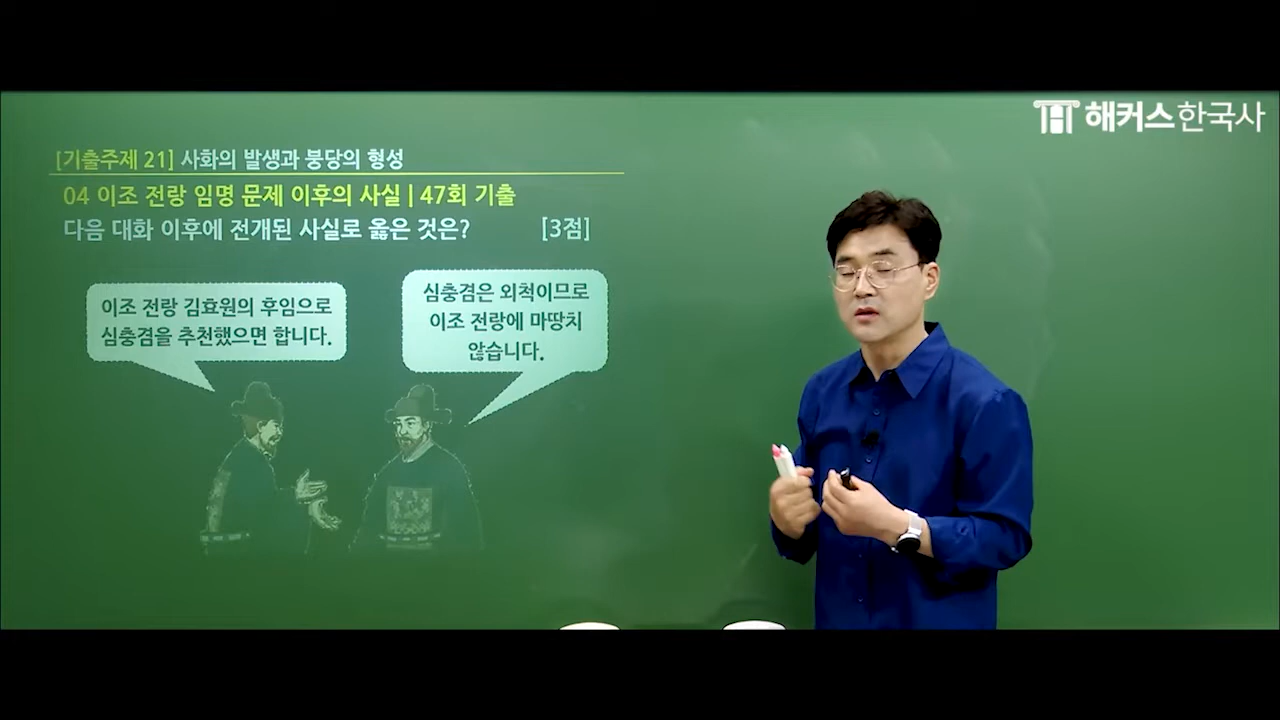 해커스한국사
[기출주제 21] 사화의 발생과 붕당의 형성
04 이조 전랑 임명 문제 이후의 사실 | 47회 기출
다음 대화 이후에 전개된 사실로 옳은 것은? [3점]
이조 전랑 김효원의 후임으로
심충겸을 추천했으면 합니다.
심충겸은 외척이므로
이조 전랑에 마땅치
않습니다.